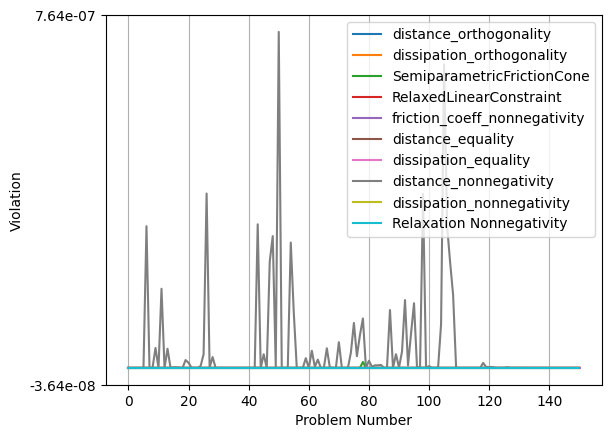 7.64e-07
distance_orthogonality
dissipation_orthogonality
SemiparametricFrictionCone
RelaxedLinearConstraint
friction_coeff_nonnegativity
distance_equality
dissipation_equality
distance_nonnegativity
dissipation_nonnegativity
Relaxation Nonnegativity
Violation
-3.64e-08
0 20 40 60 80 100 120 140
Problem Number